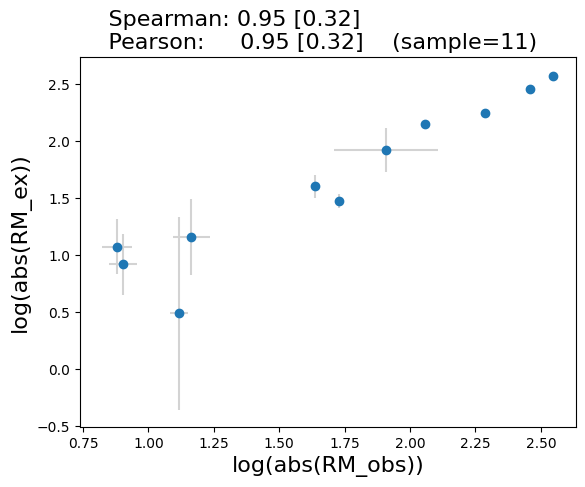 Spearman: 0.95 [0.32]
Pearson: 0.95 [0.32] (sample=11)
log(abs(RM_ex))
2.5
2.0
1.5
1.0
0.5
0.0
−0.5
0.75 1.00 1.25 1.50 1.75 2.00 2.25 2.50
log(abs(RM_obs))